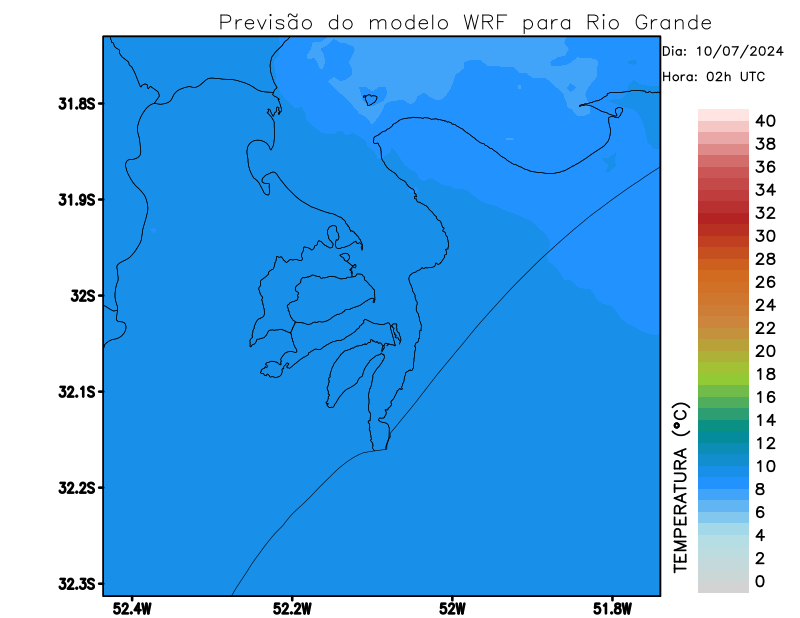 Previsão do modelo WRF para Rio Grande
Dia: 10/07/2024
Hora: 02h UTC
31.8S
31.9S
32S
32.1S
32.2S
32.3S
52.4W
52.2W
52W
51.8W
TEMPERATURA (°C)
40
38
36
34
32
30
28
26
24
22
20
18
16
14
12
10
8
6
4
2
0